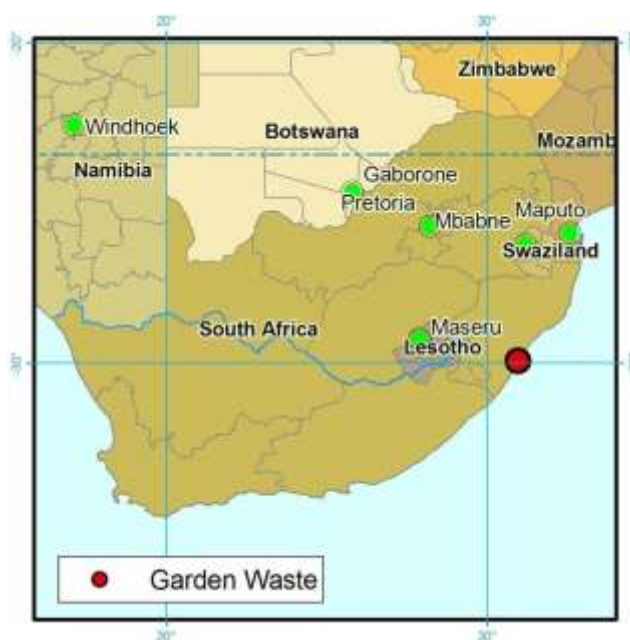 20°
30°
-20°
Zimbabwe
Windhoek
Botswana
Mozamb
Namibia
Gaborone
Pretoria
Mbabne
Maputo
Swaziland
South Africa
Maseru
Lesotho
-30°
Garden Waste
20°
30°